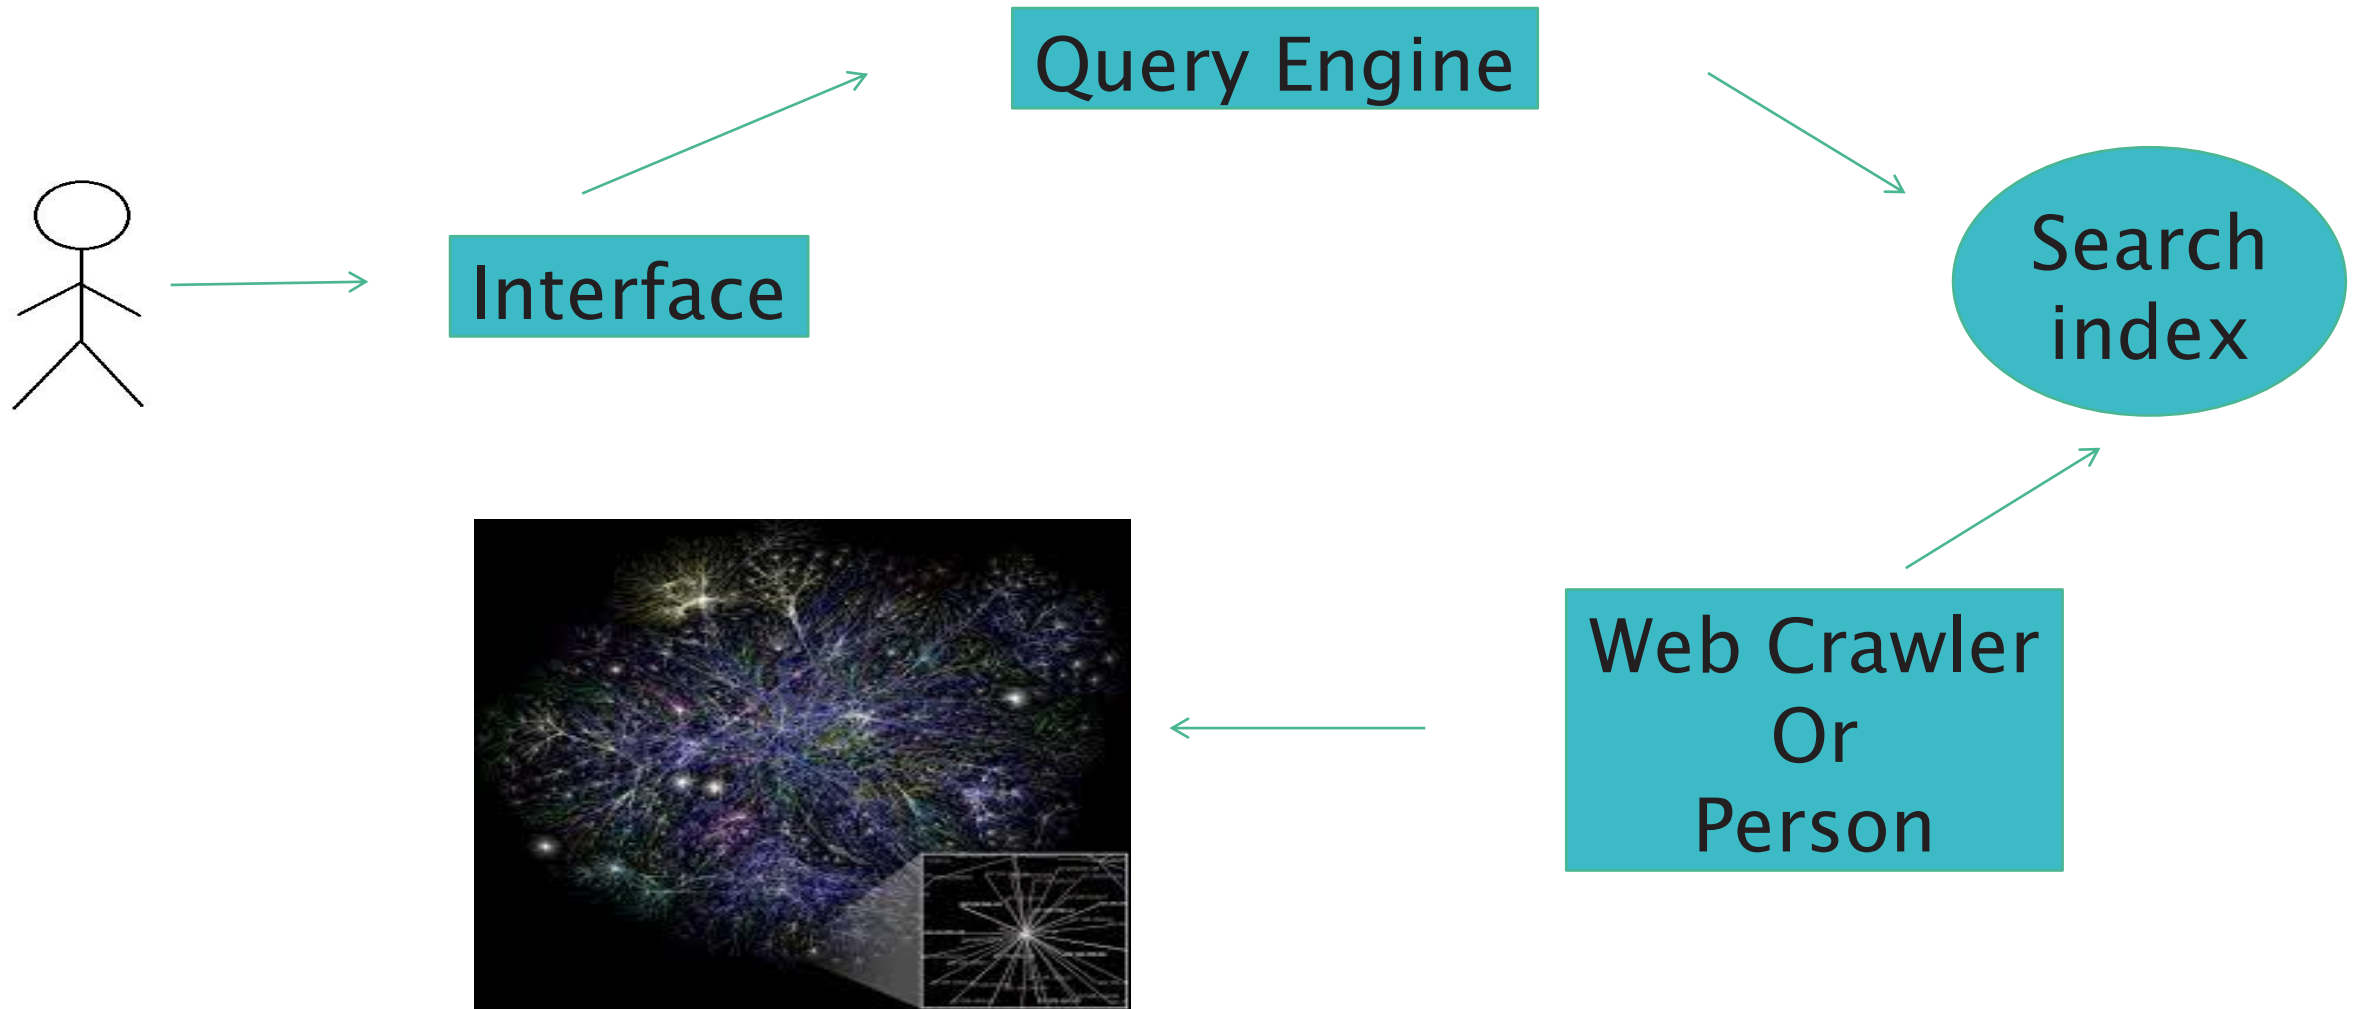 Query Engine
Interface
Search
index
Web Crawler
Or
Person